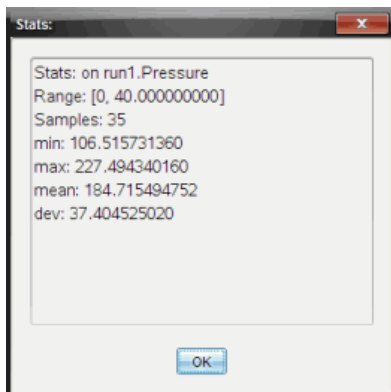 Stats:
Stats: on run1.Pressure
Range: [0, 40.000000000]
Samples: 35
min: 106.515731360
max: 227.494340160
mean: 184.715494752
dev: 37.404525020
OK